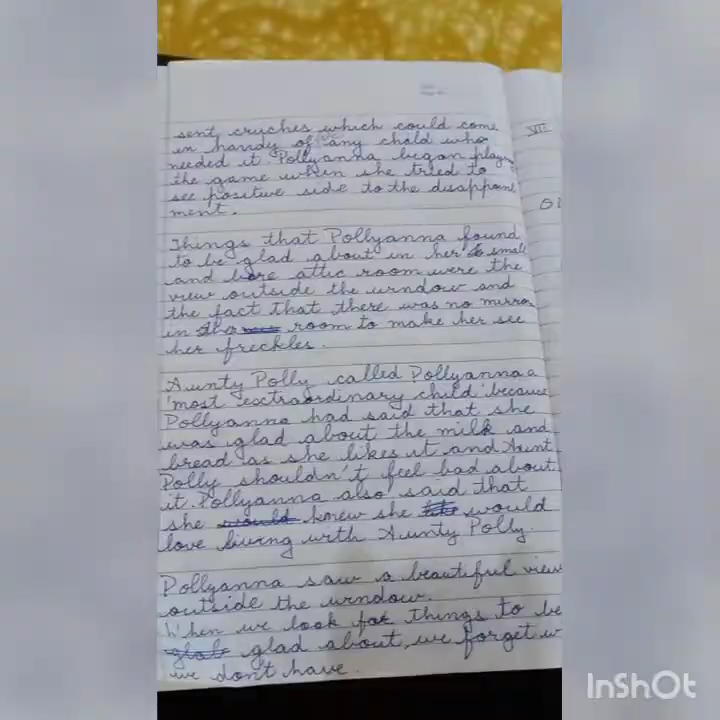 sent cruches which could come
in handy of any child who
needed it. Pollyanna began playing
the game when she tried to
see positive side to the disappoint
ment.
Things that Pollyanna found
to be glad about in her small
and bare attic room were the
view outside the window and
the fact that there was no mirror
in the room to make her see
her freckles.
Aunty Polly called Pollyanna a
'most extraordinary child' because
Pollyanna had said that she
was glad about the milk and
bread as she likes it and Aunt
Polly shouldn't feel bad about
it. Pollyanna also said that
she would knew she would
love living with Aunty Polly.
Pollyanna saw a beautiful view
outside the window.
When we look for things to be
glab glad about, we forget w
we don't have.
VII
InShOt